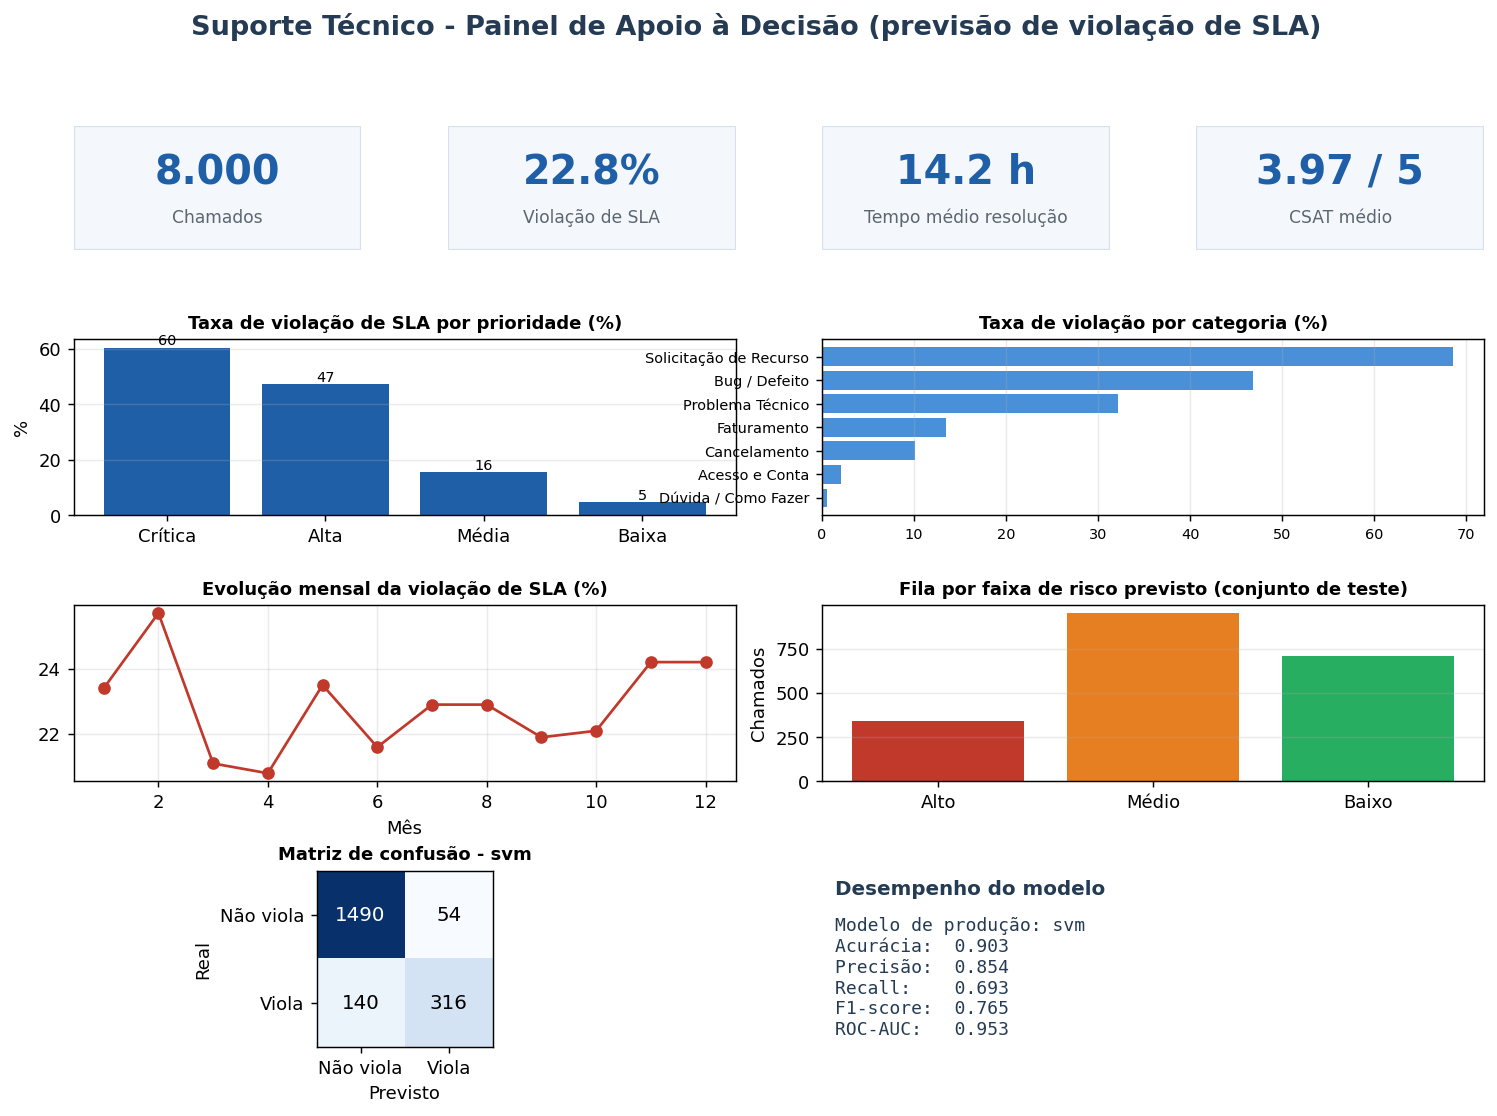 Suporte Técnico - Painel de Apoio à Decisão (previsão de violação de SLA)
8.000
Chamados
22.8%
Violação de SLA
14.2 h
Tempo médio resolução
3.97 / 5
CSAT médio
Taxa de violação de SLA por prioridade (%)
%
60
40
20
0
60
47
16
5
Crítica
Alta
Média
Baixa
Taxa de violação por categoria (%)
Solicitação de Recurso
Bug / Defeito
Problema Técnico
Faturamento
Cancelamento
Acesso e Conta
Dúvida / Como Fazer
0
10
20
30
40
50
60
70
Evolução mensal da violação de SLA (%)
24
22
2
4
6
8
10
12
Mês
Fila por faixa de risco previsto (conjunto de teste)
Chamados
750
500
250
0
Alto
Médio
Baixo
Matriz de confusão - svm
Real
Não viola
1490
54
Viola
140
316
Não viola
Viola
Previsto
Desempenho do modelo
Modelo de produção: svm
Acurácia: 0.903
Precisão: 0.854
Recall: 0.693
F1-score: 0.765
ROC-AUC: 0.953